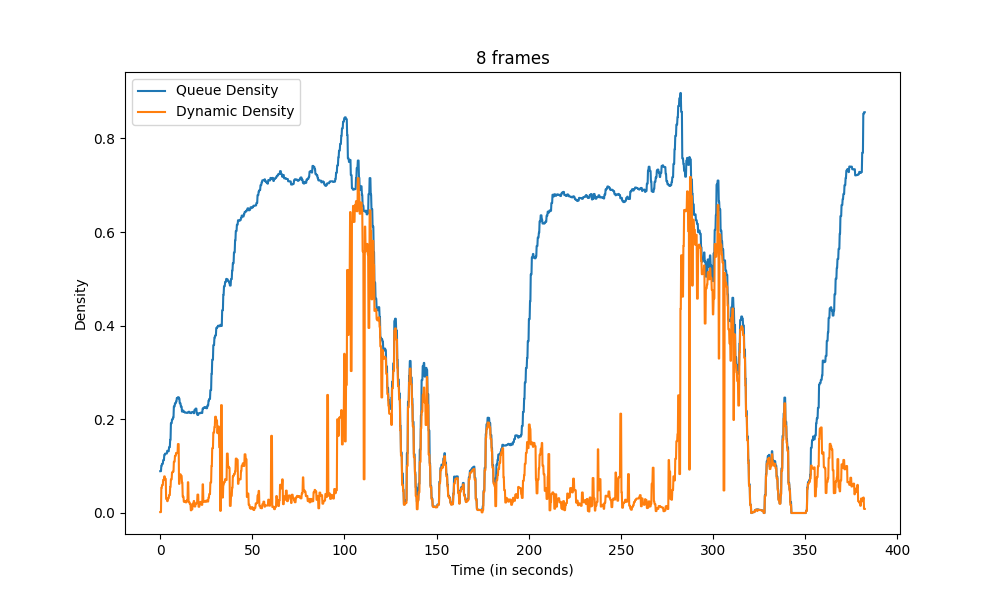 8 frames
Queue Density
Dynamic Density
0.8
0.6
0.4
0.2
0.0
Density
0 50 100 150 200 250 300 350 400
Time (in seconds)